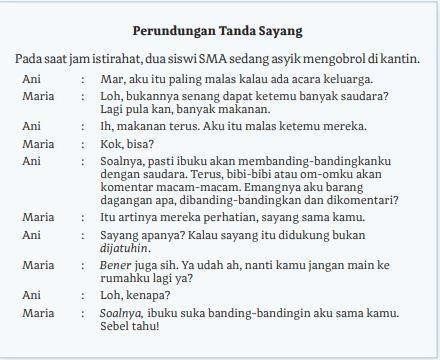 Perundungan Tanda Sayang
Pada saat jam istirahat, dua siswi SMA sedang asyik mengobrol di kantin.
Ani : Mar, aku itu paling malas kalau ada acara keluarga.
Maria : Loh, bukannya senang dapat ketemu banyak saudara?
Lagi pula kan, banyak makanan.
Ani : Ih, makanan terus. Aku itu malas ketemu mereka.
Maria : Kok, bisa?
Ani : Soalnya, pasti ibuku akan membanding-bandingkanku
dengan saudara. Terus, bibi-bibi atau om-omku akan
komentar macam-macam. Emangnya aku barang
dagangan apa, dibanding-bandingkan dan dikomentari?
Maria : Itu artinya mereka perhatian, sayang sama kamu.
Ani : Sayang apanya? Kalau sayang itu didukung bukan
dijatuhin.
Maria : Bener juga sih. Ya udah ah, nanti kamu jangan main ke
rumahku lagi ya?
Ani : Loh, kenapa?
Maria : Soalnya, ibuku suka banding-bandingin aku sama kamu.
Sebel tahu!